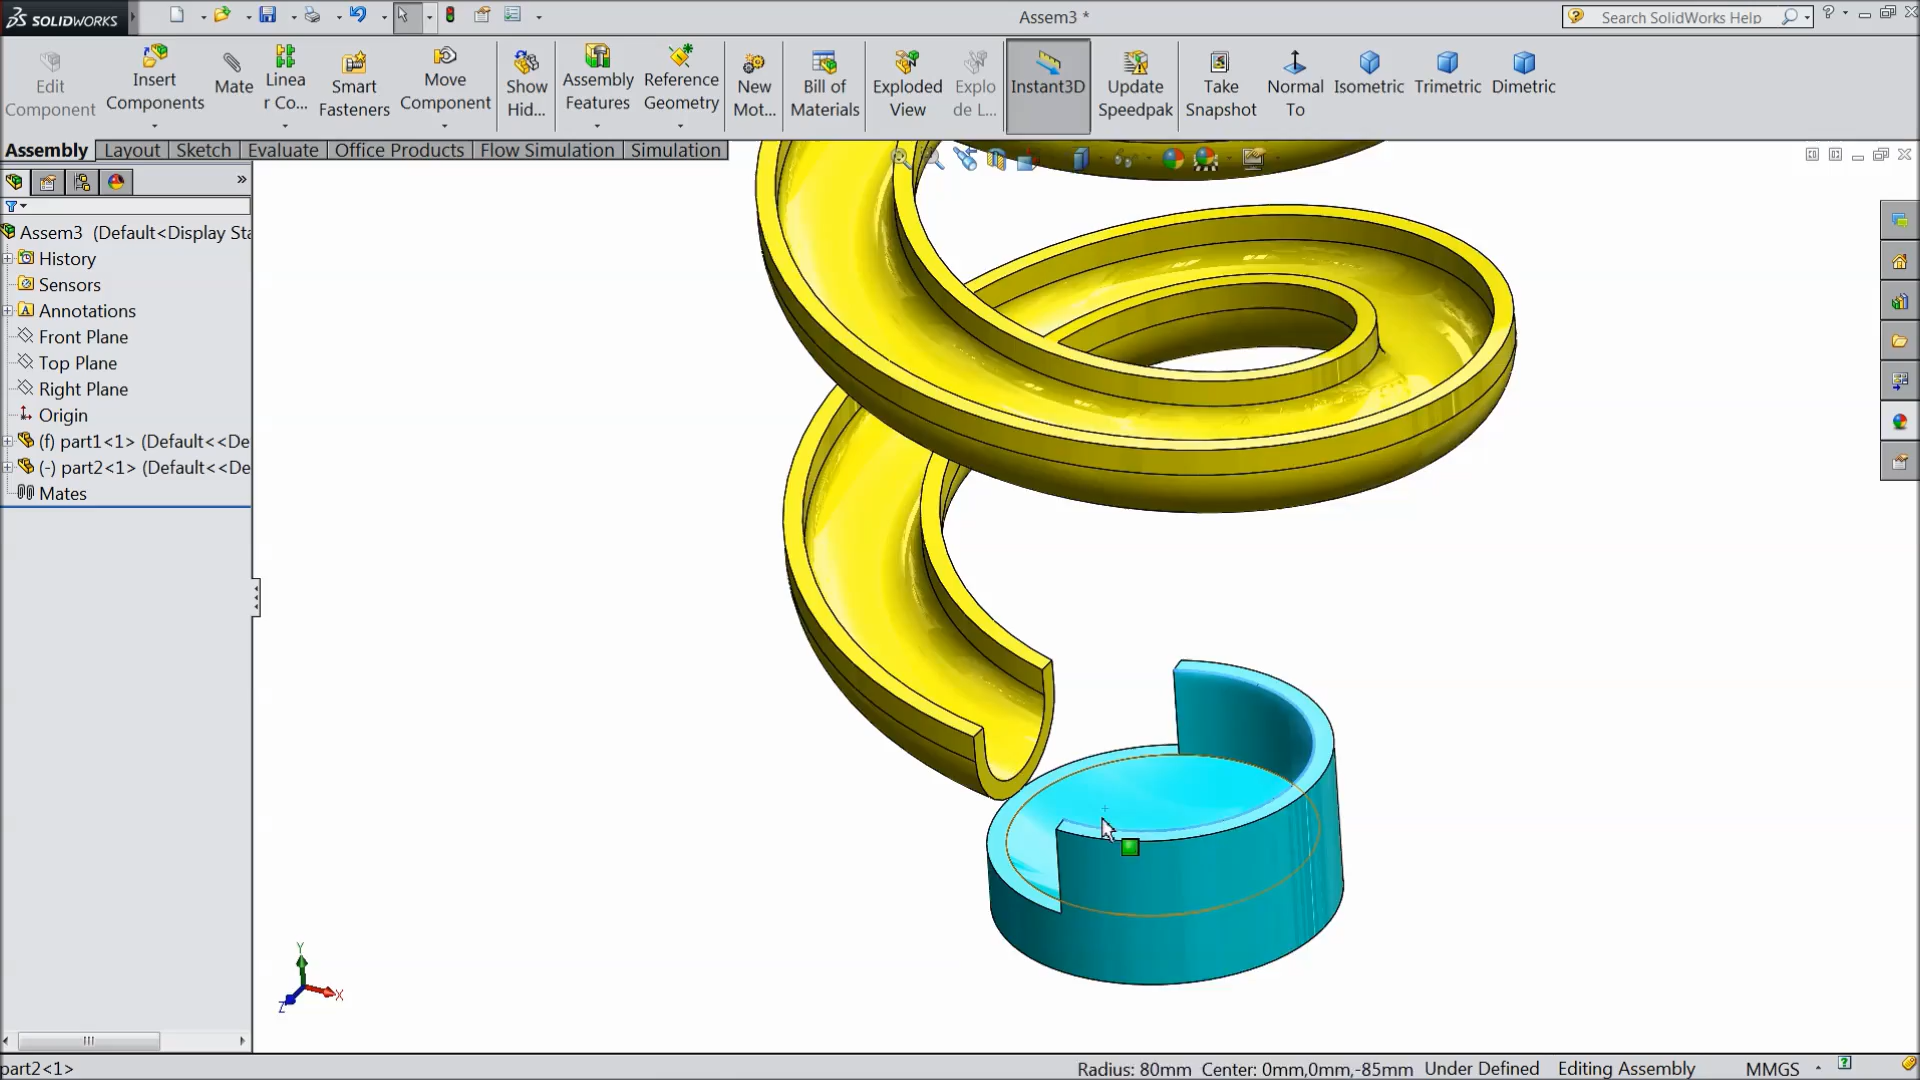 SOLIDWORKS
Assem3 *
Search SolidWorks Help
Edit Component
Insert Components
Mate
Linea r Co...
Smart Fasteners
Move Component
Show Hid...
Assembly Features
Reference Geometry
New Mot...
Bill of Materials
Exploded View
Explo de L...
Instant3D
Update Speedpak
Take Snapshot
Normal To
Isometric
Trimetric
Dimetric
Assembly Layout Sketch Evaluate Office Products Flow Simulation Simulation
Assem3 (Default<Display Sta
History
Sensors
Annotations
Front Plane
Top Plane
Right Plane
Origin
(f) part1<1> (Default<<De
(-) part2<1> (Default<<De
Mates
Y
X
Z
part2<1>
Radius: 80mm Center: 0mm,0mm,-85mm Under Defined Editing Assembly MMGS